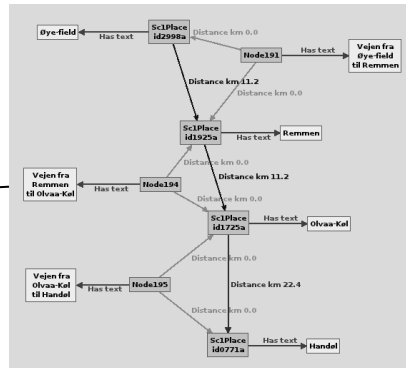 Øye-field
Has text
Sc1Place
id2998a
Distance km 0.0
Node191
Has text
Vejen fra
Øye-field
til Remmen
Distance km 11.2
Distance km 0.0
Sc1Place
id1925a
Has text
Remmen
Vejen fra
Remmen
til Olvaa-Køl
Has text
Node194
Distance km 0.0
Distance km 11.2
Distance km 0.0
Sc1Place
id1725a
Has text
Olvaa-Køl
Vejen fra
Olvaa-Køl
til Handøl
Has text
Node195
Distance km 0.0
Distance km 22.4
Distance km 0.0
Sc1Place
id0771a
Has text
Handøl